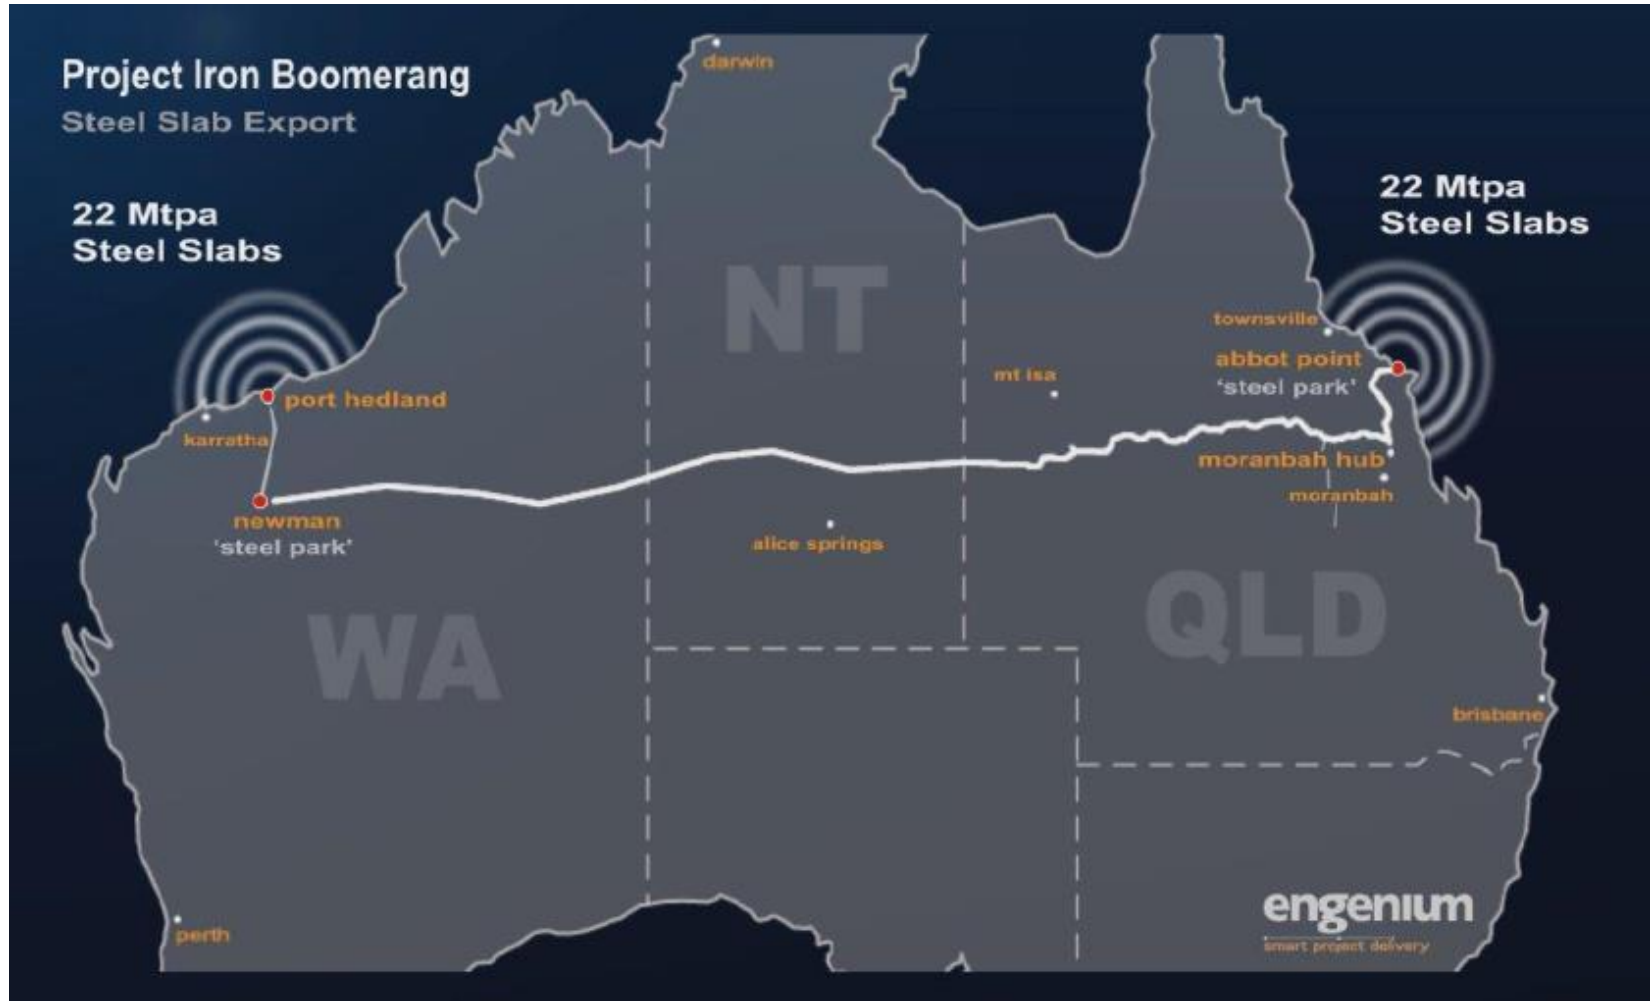 Project Iron Boomerang
Steel Slab Export
darwin
22 Mtpa
Steel Slabs
22 Mtpa
Steel Slabs
NT
townsville
abbot point
'steel park'
mt isa
port hedland
karratha
moranbah hub
moranbah
newman
'steel park'
alice springs
WA
QLD
brisbane
engenium
smart project delivery
perth